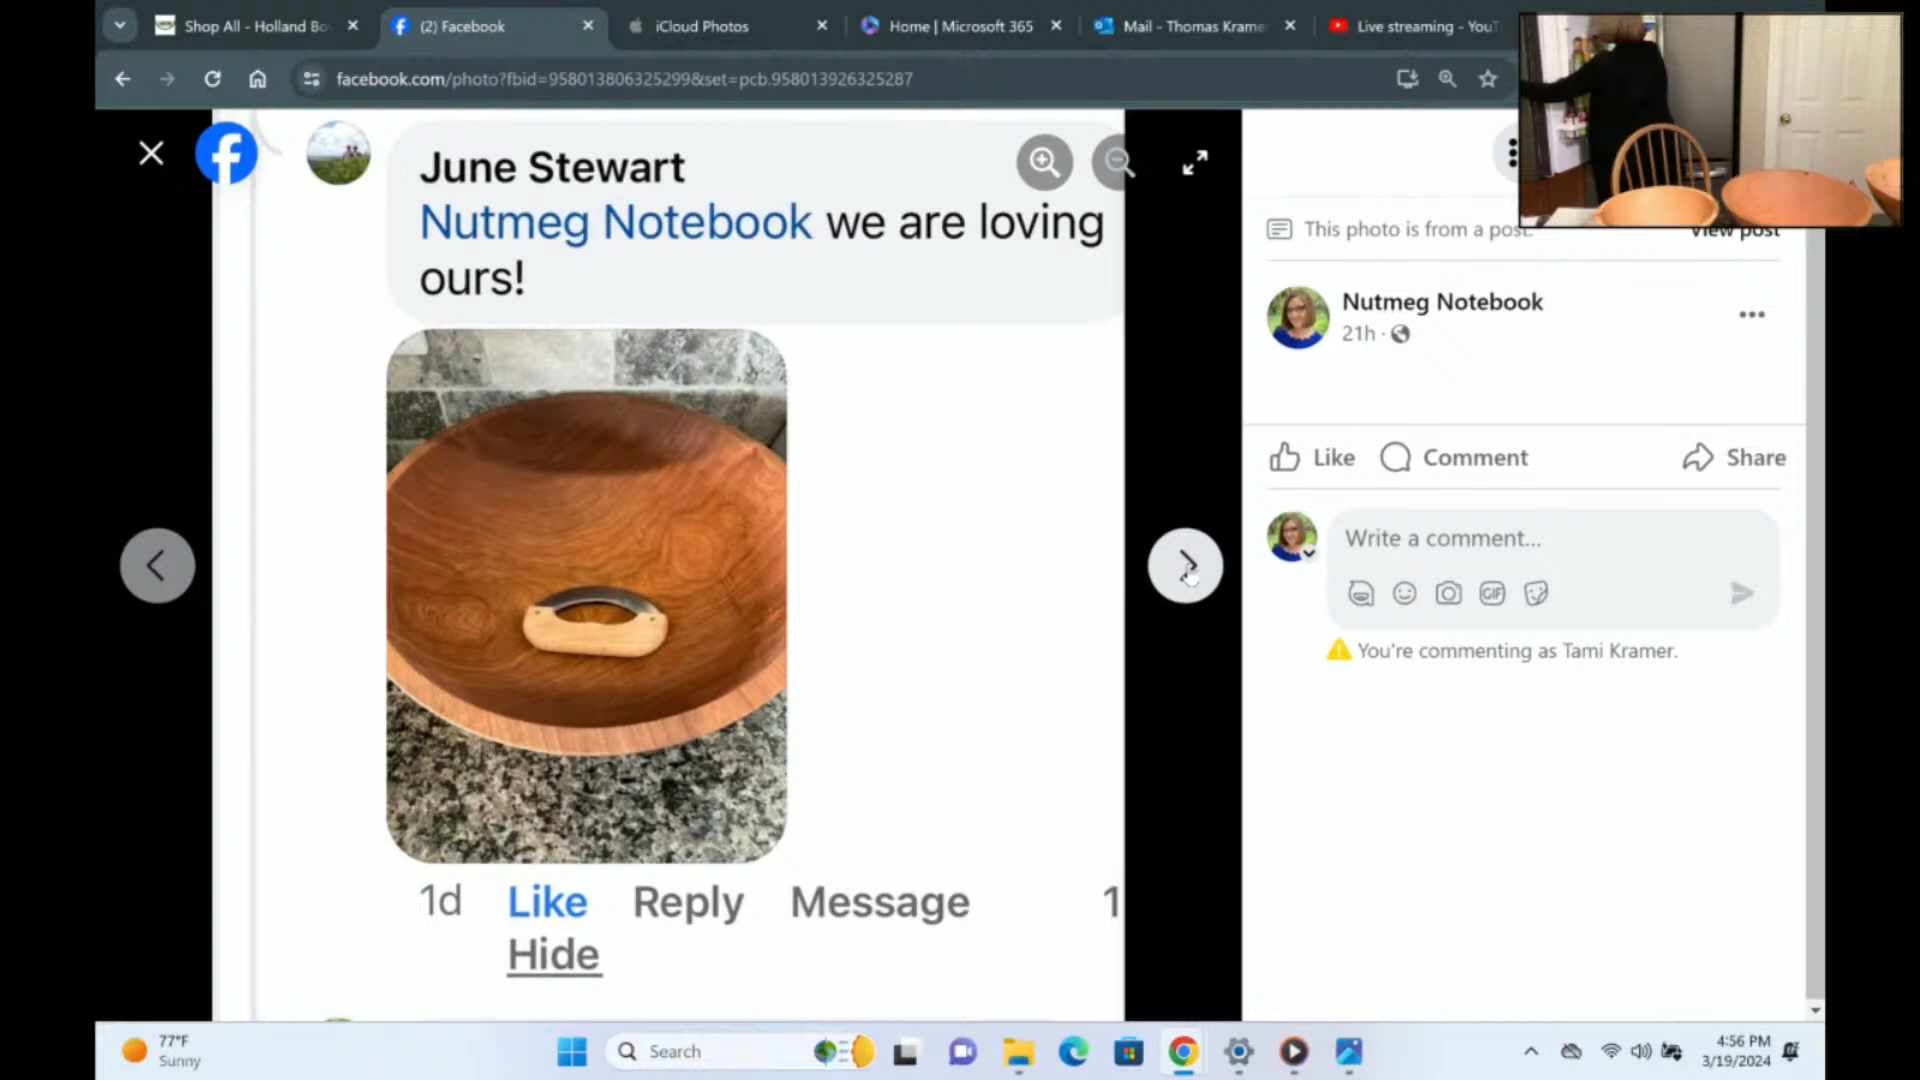 Shop All - Holland Bo
(2) Facebook
iCloud Photos
Home | Microsoft 365
Mail - Thomas Krame
Live streaming - YouT
facebook.com/photo?fbid=958013806325299&set=pcb.958013926325287
June Stewart
Nutmeg Notebook we are loving
ours!
1d Like Reply Message 1
Hide
This photo is from a post.
View post
Nutmeg Notebook
21h
Like Comment Share
Write a comment...
GIF
You're commenting as Tami Kramer.
77°F
Sunny
Search
4:56 PM
3/19/2024